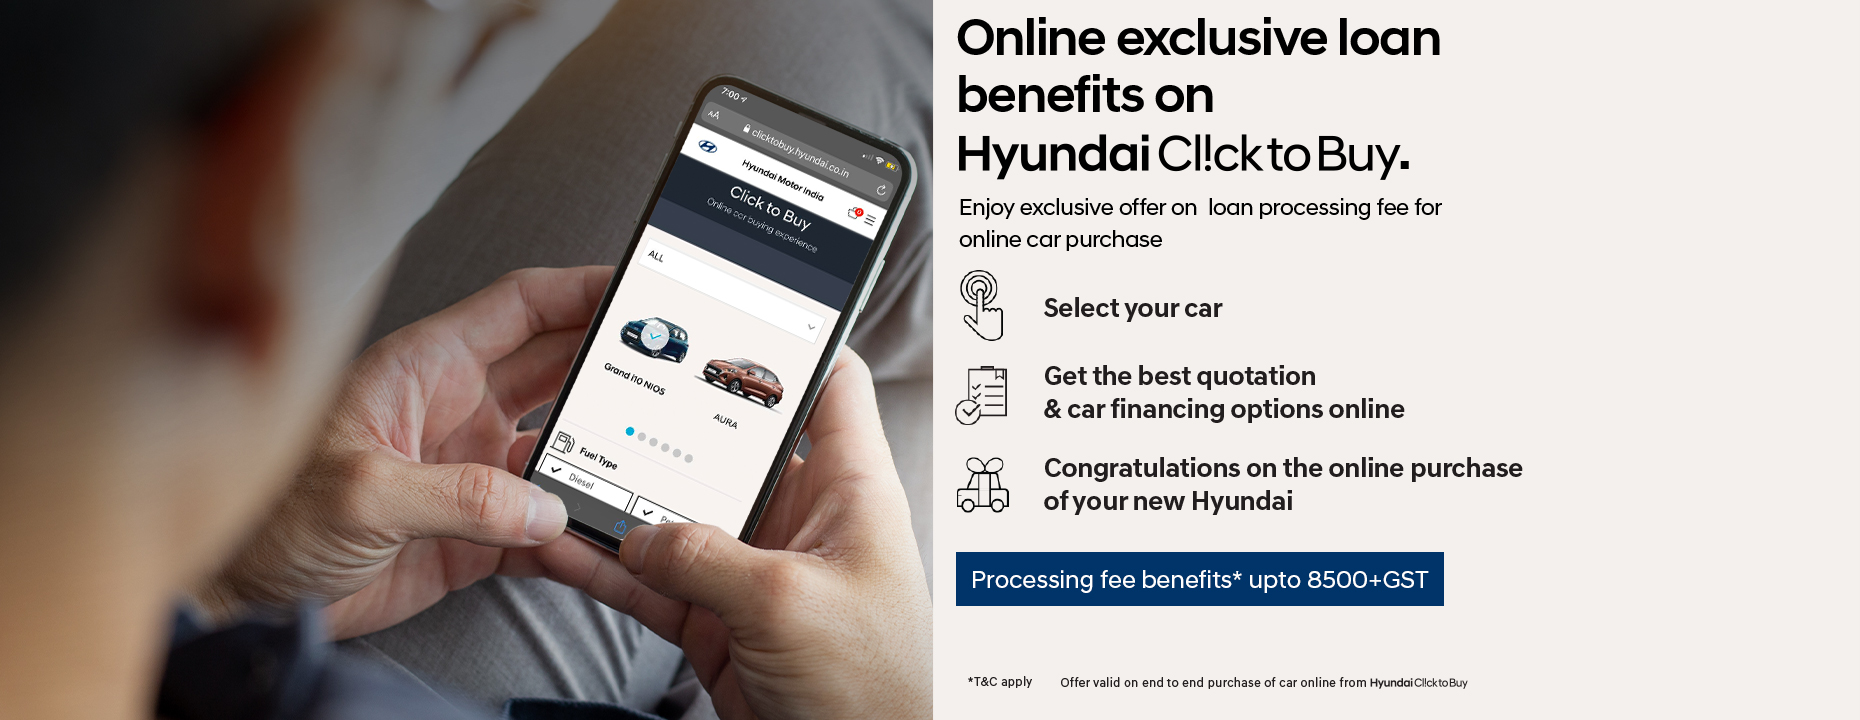 Online exclusive loan
benefits on
Hyundai Cl!ck to Buy.
Enjoy exclusive offer on loan processing fee for
online car purchase
Select your car
Get the best quotation
& car financing options online
Congratulations on the online purchase
of your new Hyundai
Processing fee benefits* upto 8500+GST
*T&C apply
Offer valid on end to end purchase of car online from Hyundai Cl!ck to Buy
7:00
AA
clicktobuy.hyundai.co.in
Hyundai Motor India
0
Click to Buy
Online car buying experience
ALL
Grand i10 NIOS
AURA
Fuel Type
Diesel